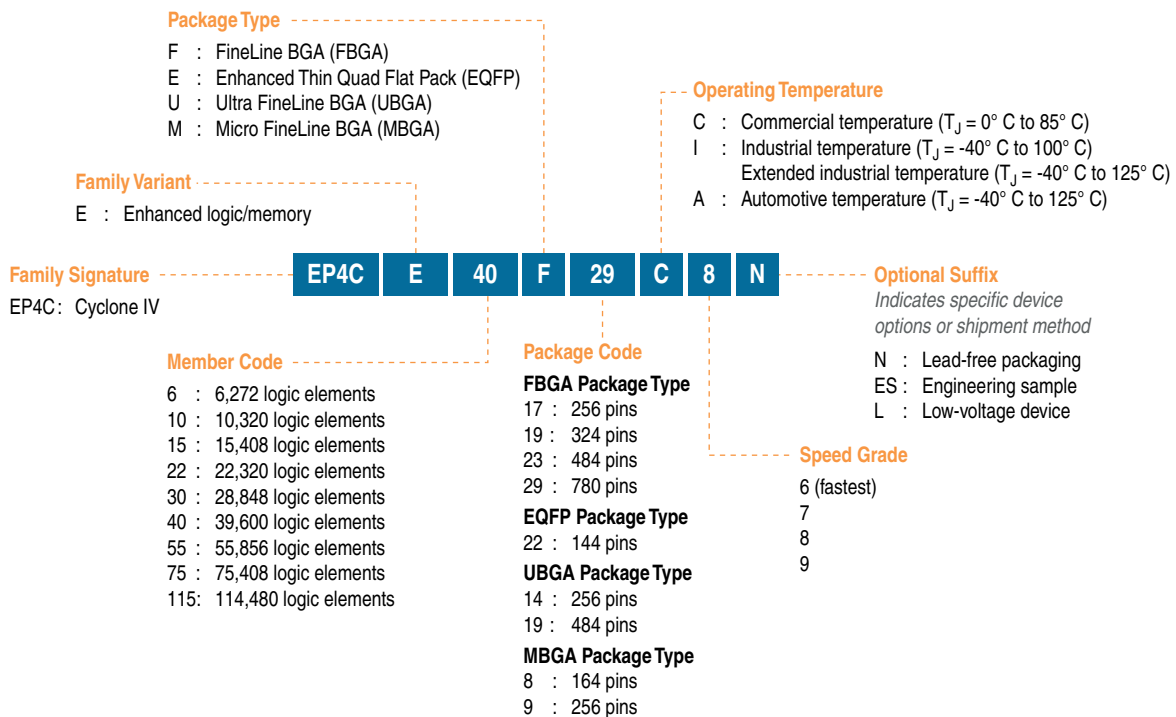 Package Type
F : FineLine BGA (FBGA)
E : Enhanced Thin Quad Flat Pack (EQFP)
U : Ultra FineLine BGA (UBGA)
M : Micro FineLine BGA (MBGA)
Operating Temperature
C : Commercial temperature (TJ = 0° C to 85° C)
I : Industrial temperature (TJ = -40° C to 100° C)
Extended industrial temperature (TJ = -40° C to 125° C)
A : Automotive temperature (TJ = -40° C to 125° C)
Family Variant
E : Enhanced logic/memory
Family Signature
EP4C : Cyclone IV
EP4C E 40 F 29 C 8 N
Optional Suffix
Indicates specific device
options or shipment method
N : Lead-free packaging
ES : Engineering sample
L : Low-voltage device
Member Code
6 : 6,272 logic elements
10 : 10,320 logic elements
15 : 15,408 logic elements
22 : 22,320 logic elements
30 : 28,848 logic elements
40 : 39,600 logic elements
55 : 55,856 logic elements
75 : 75,408 logic elements
115: 114,480 logic elements
Package Code
FBGA Package Type
17 : 256 pins
19 : 324 pins
23 : 484 pins
29 : 780 pins
EQFP Package Type
22 : 144 pins
UBGA Package Type
14 : 256 pins
19 : 484 pins
MBGA Package Type
8 : 164 pins
9 : 256 pins
Speed Grade
6 (fastest)
7
8
9